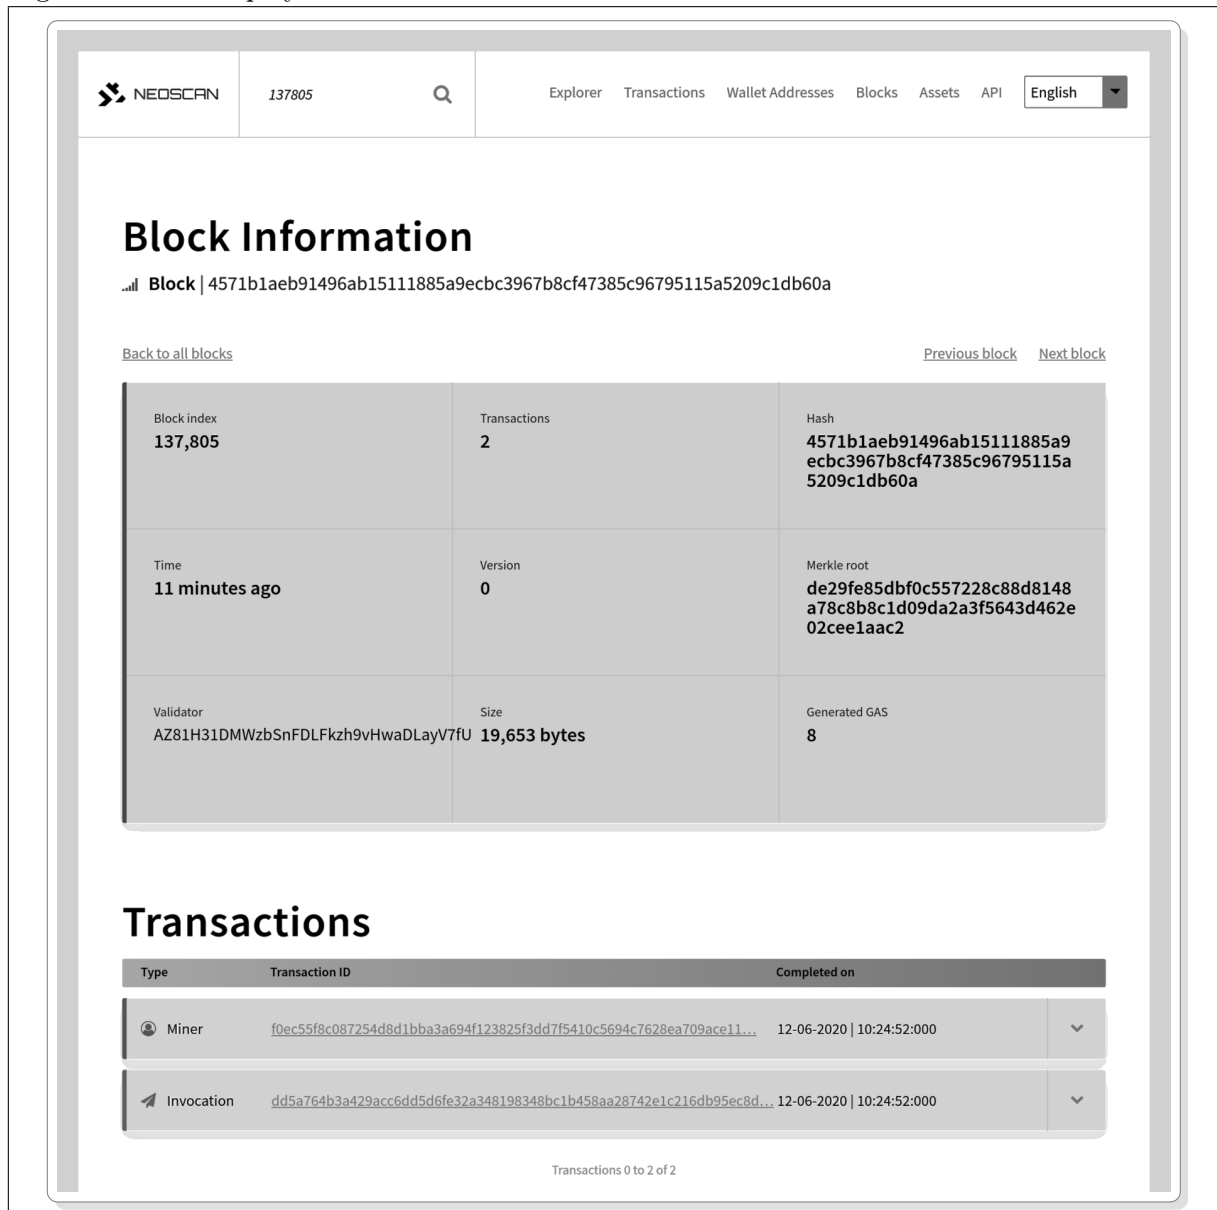 NEOSCAN
137805
Explorer Transactions Wallet Addresses Blocks Assets API English
Block Information
Block | 4571b1aeb91496ab15111885a9ecbc3967b8cf47385c96795115a5209c1db60a
Back to all blocks
Previous block Next block
Block index
137,805
Transactions
2
Hash
4571b1aeb91496ab15111885a9
ecbc3967b8cf47385c96795115a
5209c1db60a
Time
11 minutes ago
Version
0
Merkle root
de29fe85dbf0c557228c88d8148
a78c8b8c1d09da2a3f5643d462e
02cee1aac2
Validator
AZ81H31DMWzbSnFDLFkzh9vHwaDLayV7fU
Size
19,653 bytes
Generated GAS
8
Transactions
Type Transaction ID Completed on
Miner f0ec55f8c087254d8d1bba3a694f123825f3dd7f5410c5694c7628ea709ace11... 12-06-2020 | 10:24:52:000
Invocation dd5a764b3a429acc6dd5d6fe32a348198348bc1b458aa28742e1c216db95ec8d... 12-06-2020 | 10:24:52:000
Transactions 0 to 2 of 2